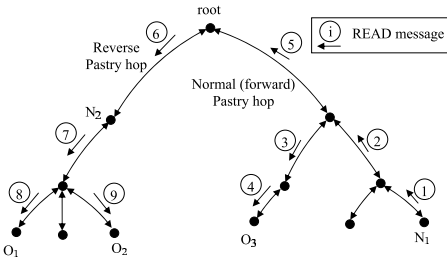 root
i READ message
6
5
Reverse
Pastry hop
Normal (forward)
Pastry hop
N2
7
3
2
8
9
4
1
O1
O2
O3
N1